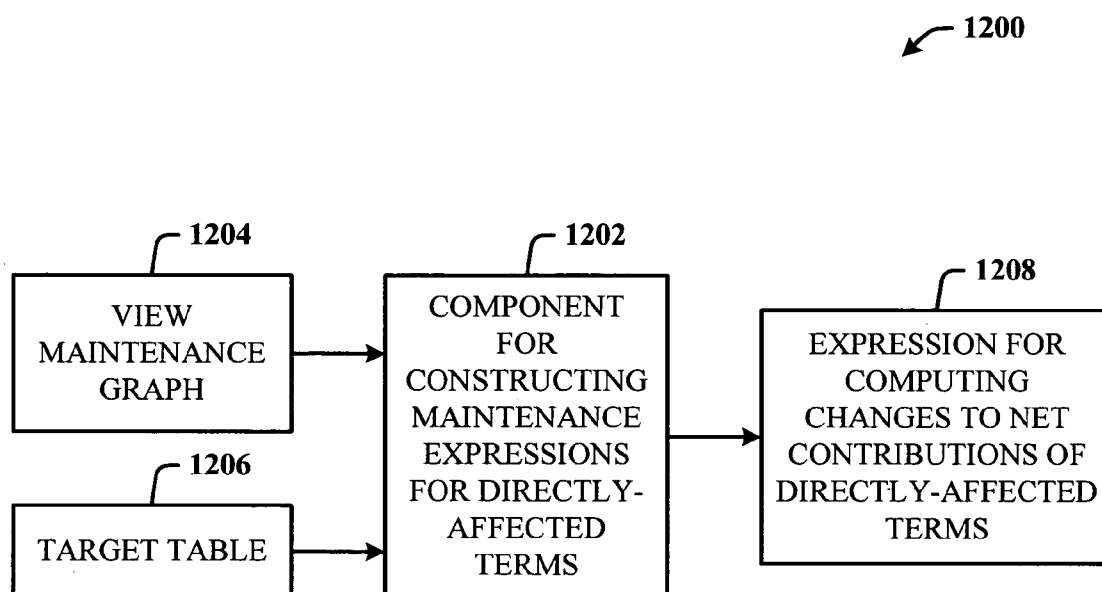 1200
1204
VIEW
MAINTENANCE
GRAPH
1206
TARGET TABLE
1202
COMPONENT
FOR
CONSTRUCTING
MAINTENANCE
EXPRESSIONS
FOR DIRECTLY-
AFFECTED
TERMS
1208
EXPRESSION FOR
COMPUTING
CHANGES TO NET
CONTRIBUTIONS OF
DIRECTLY-AFFECTED
TERMS